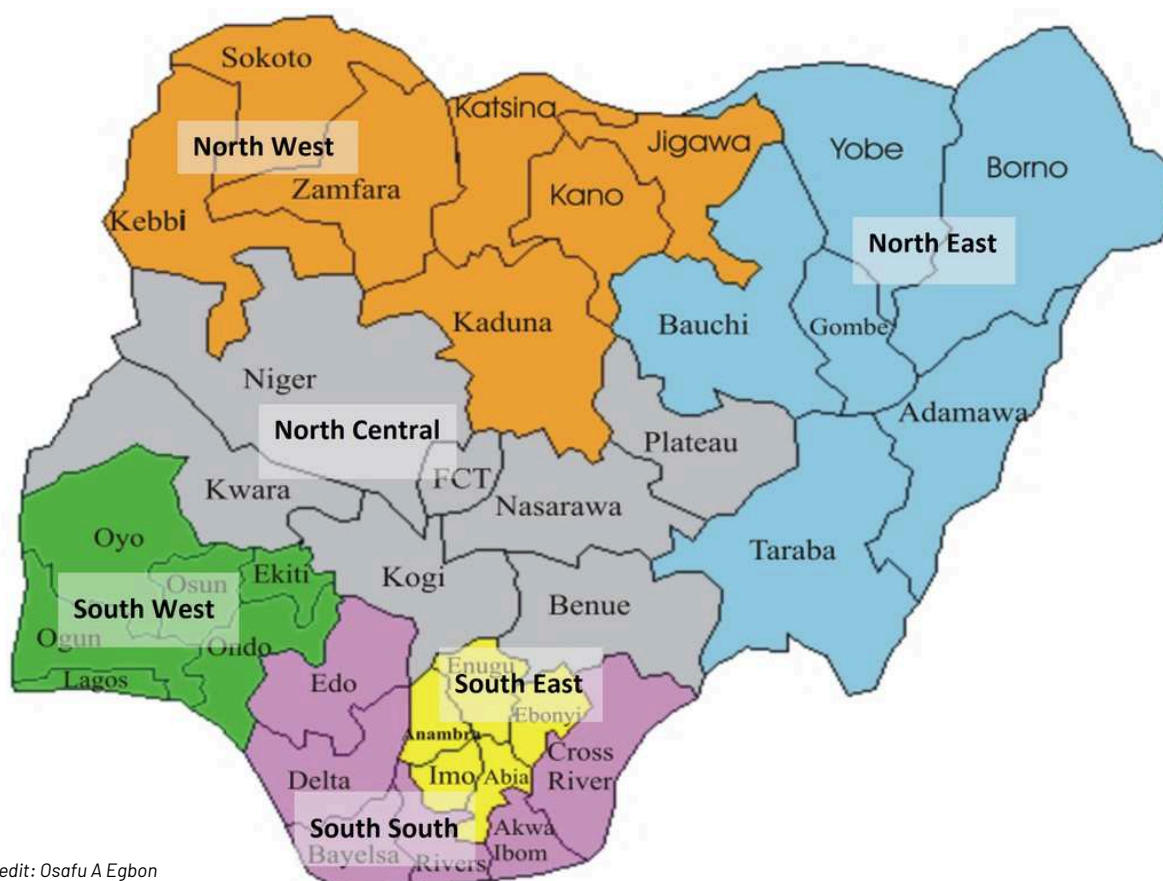 Sokoto
Katsina
North West
Jigawa
Yobe
Borno
Zamfara
Kano
Kebbi
North East
Kaduna
Bauchi
Gombe
Niger
Adamawa
North Central
Plateau
FCT
Kwara
Nasarawa
Oyo
Taraba
Osun
Ekiti
Kogi
South West
Benue
Ogun
Ondo
Enugu
Lagos
Edo
South East
Ebonyi
Anambra
Cross
River
Delta
Imo
Abia
South South
Akwa
Ibom
Bayelsa
Rivers
edit: Osafu A Egbon